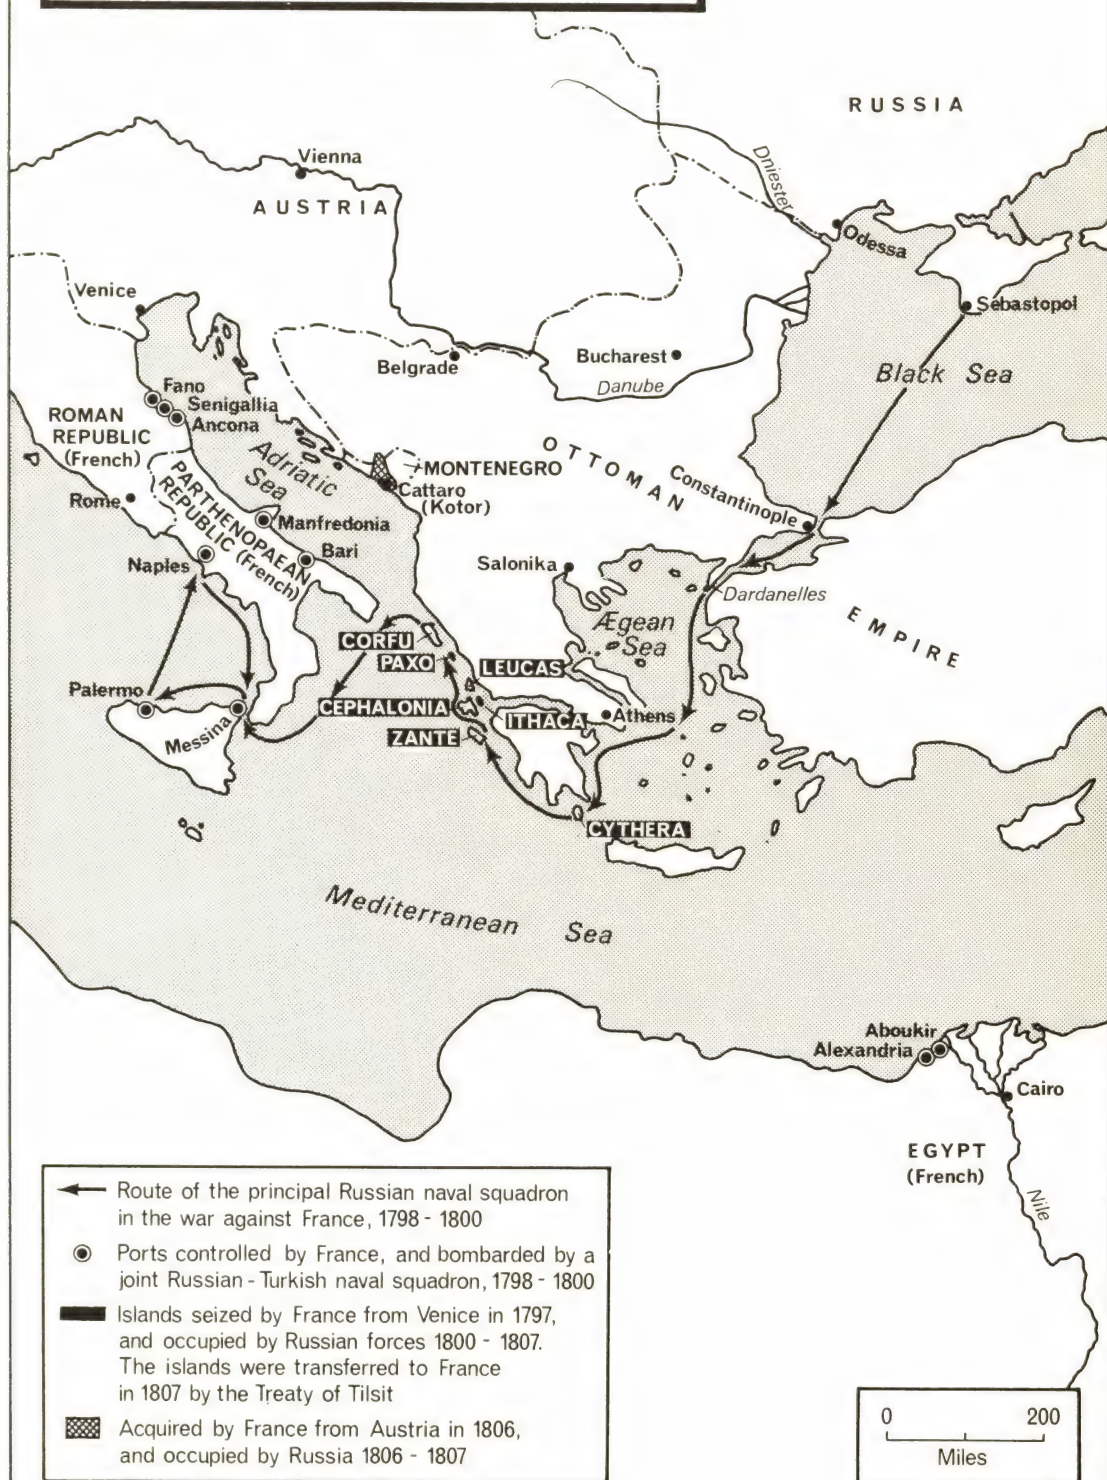 RUSSIA
Vienna
AUSTRIA
Dniester
Odessa
Venice
Sebastopol
Belgrade
Bucharest
Danube
Black Sea
Fano
Senigallia
Ancona
ROMAN
REPUBLIC
(French)
Adriatic
Sea
MONTENEGRO
Cattaro
(Kotor)
OTTOMAN
Constantinople
Rome
PARTHENOPAEAN
REPUBLIC (French)
Manfredonia
Bari
Naples
Salonika
Dardanelles
Ægean
Sea
EMPIRE
CORFU
PAXO
LEUCAS
Palermo
CEPHALONIA
ITHACA
Athens
Messina
ZANTE
CYTHERA
Mediterranean Sea
Aboukir
Alexandria
Cairo
EGYPT
(French)
Nile
Route of the principal Russian naval squadron
in the war against France, 1798 - 1800
Ports controlled by France, and bombarded by a
joint Russian - Turkish naval squadron, 1798 - 1800
Islands seized by France from Venice in 1797,
and occupied by Russian forces 1800 - 1807.
The islands were transferred to France
in 1807 by the Treaty of Tilsit
Acquired by France from Austria in 1806,
and occupied by Russia 1806 - 1807
0 200
Miles